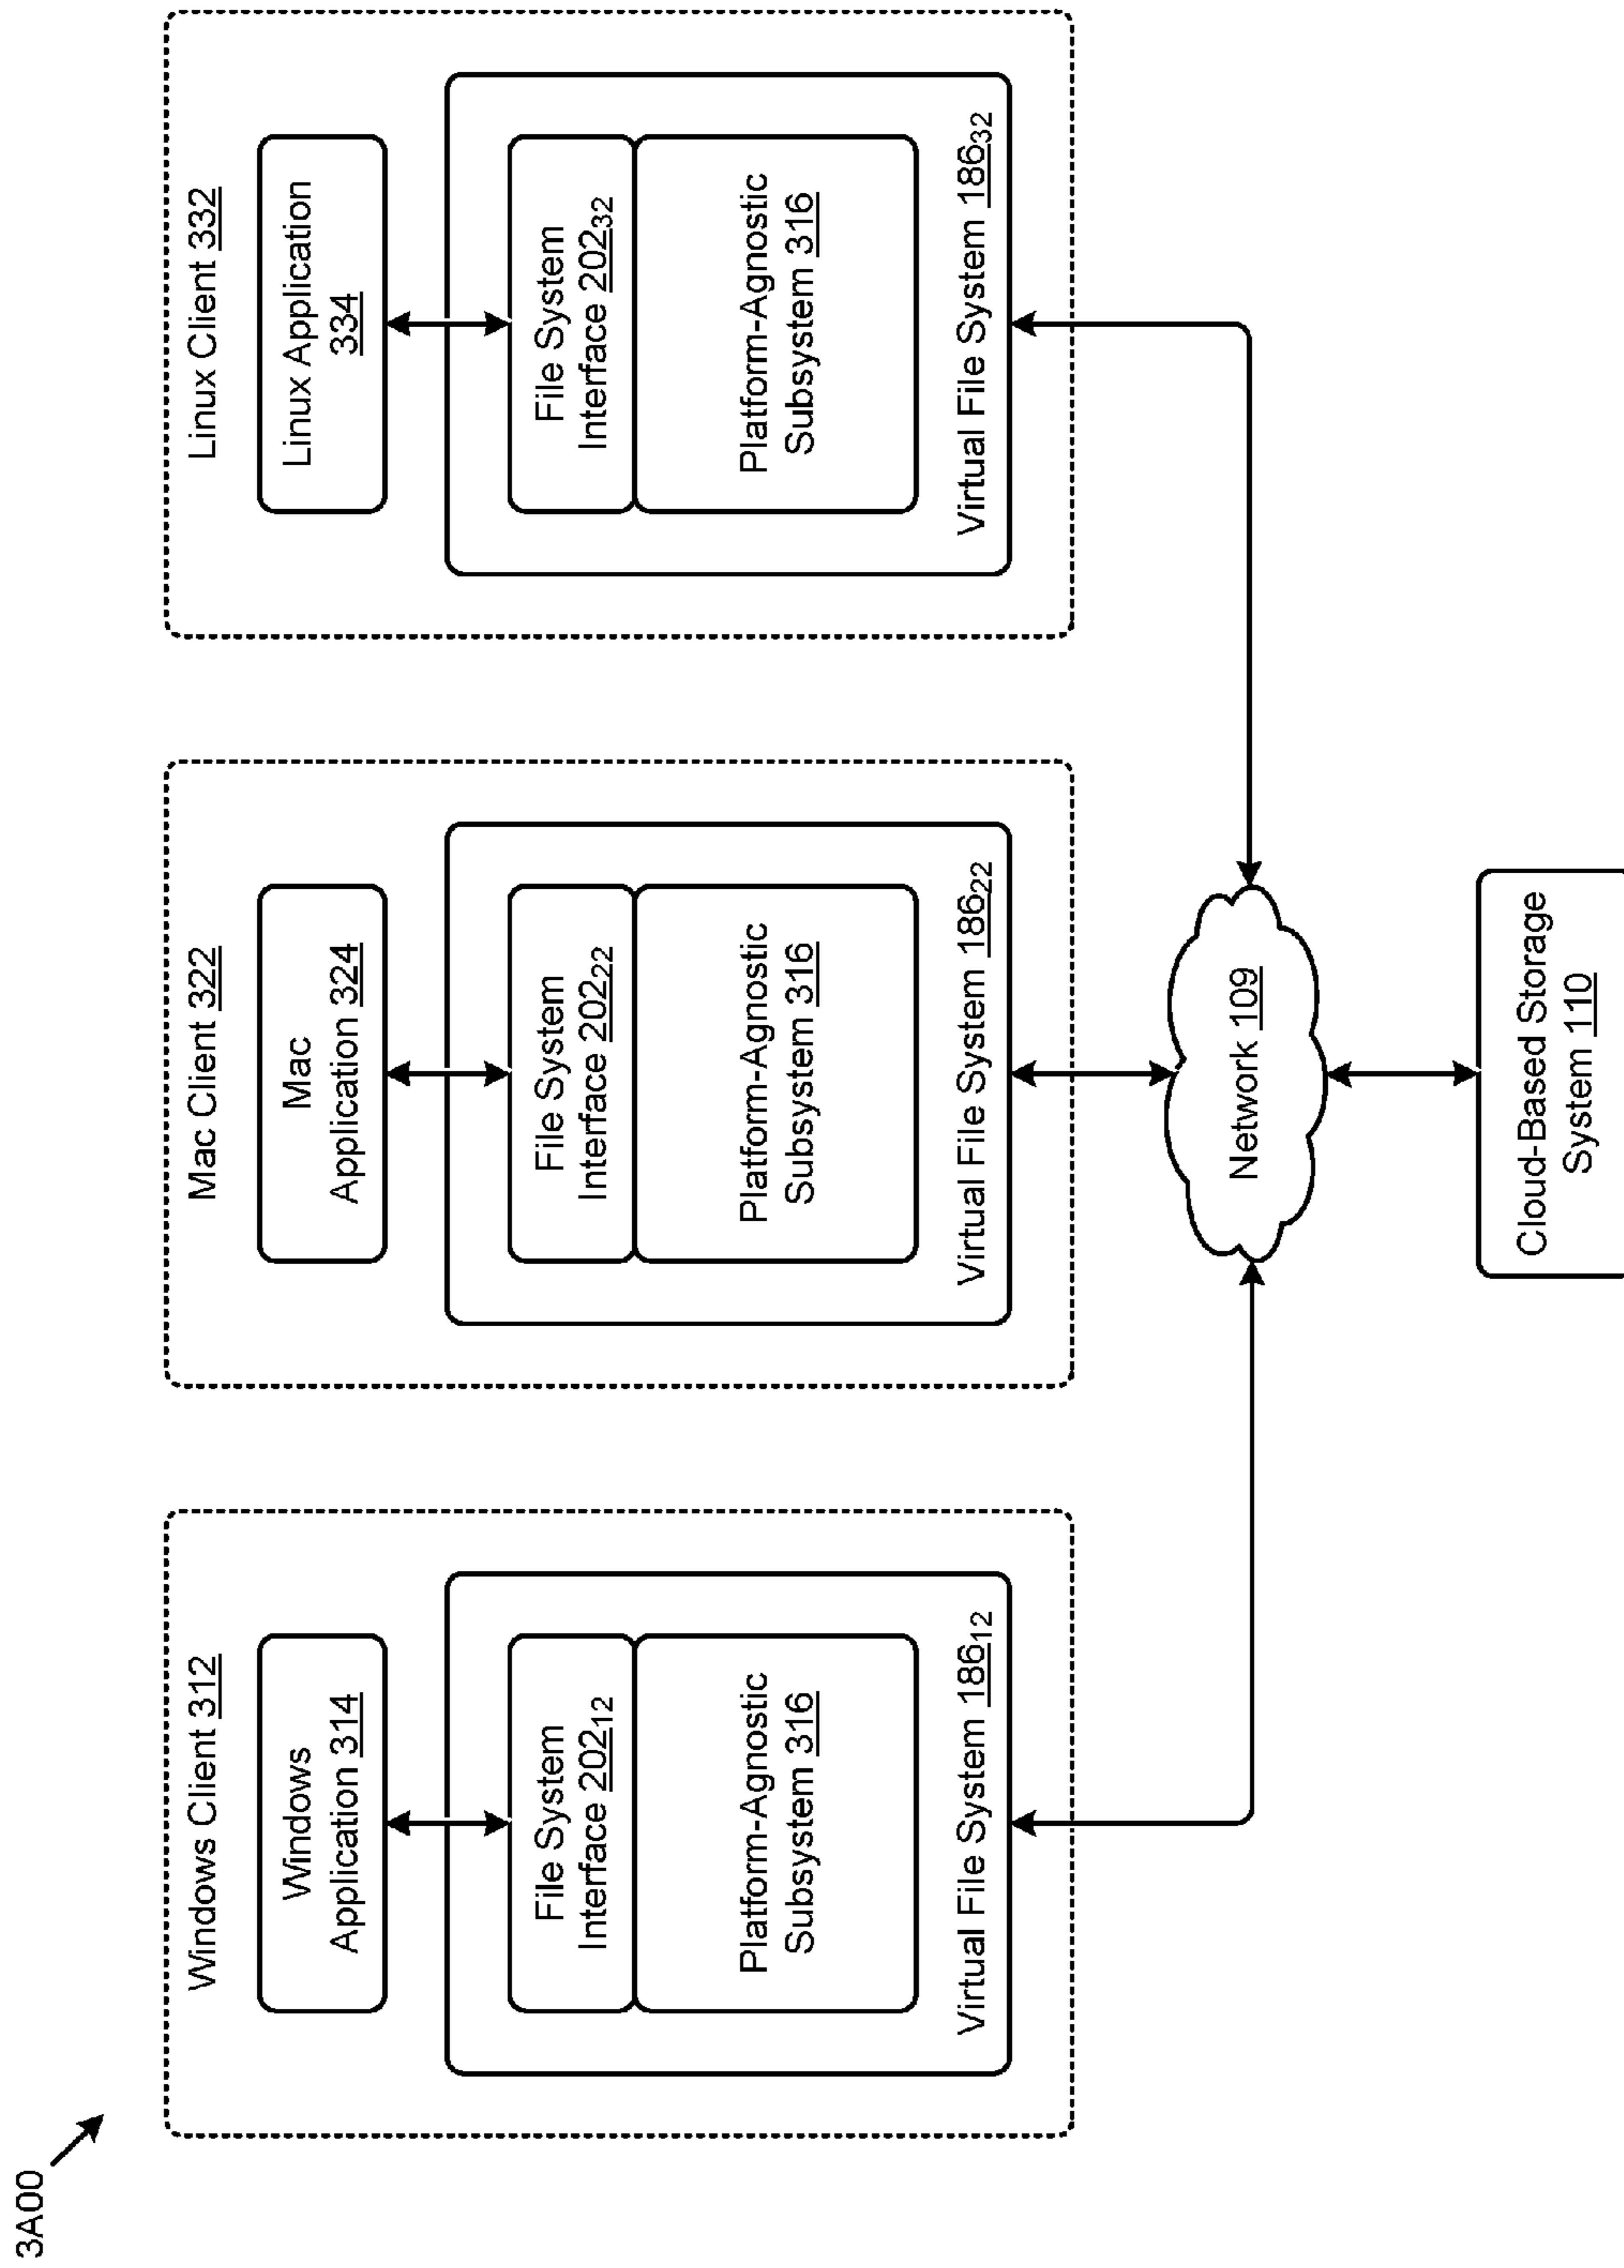 3A00
Windows Client 312
Windows
Application 314
File System
Interface 202₁₂
Platform-Agnostic
Subsystem 316
Virtual File System 186₁₂
Mac Client 322
Mac
Application 324
File System
Interface 202₂₂
Platform-Agnostic
Subsystem 316
Virtual File System 186₂₂
Linux Client 332
Linux Application
334
File System
Interface 202₃₂
Platform-Agnostic
Subsystem 316
Virtual File System 186₃₂
Network 109
Cloud-Based Storage
System 110